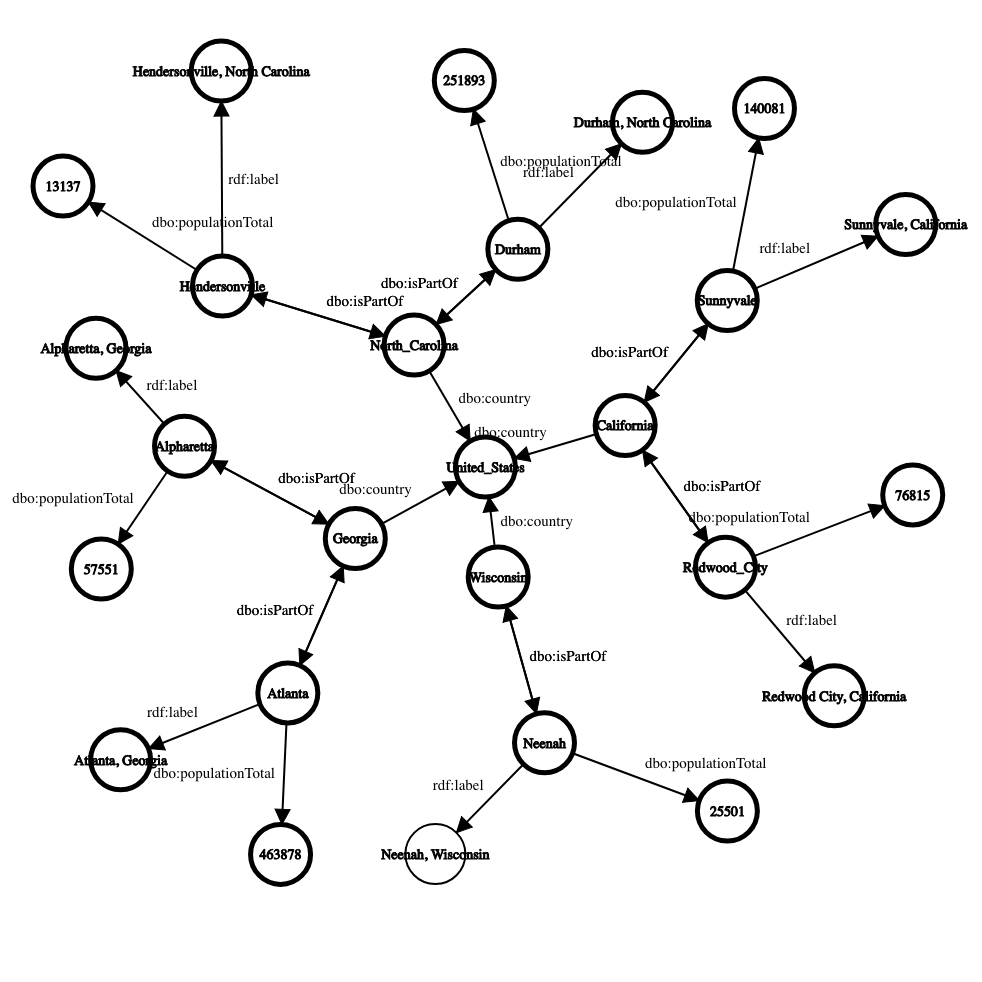 Hendersonville, North Carolina
251893
140081
Durham, North Carolina
dbo:populationTotal
rdf:label
rdf:label
13137
dbo:populationTotal
dbo:populationTotal
Sunnyvale, California
rdf:label
Durham
Hendersonville
dbo:isPartOf
dbo:isPartOf
Sunnyvale
North_Carolina
Alpharetta, Georgia
dbo:isPartOf
rdf:label
dbo:country
dbo:country
California
Alpharetta
United_States
dbo:isPartOf
dbo:country
dbo:isPartOf
76815
dbo:populationTotal
dbo:populationTotal
dbo:country
Georgia
57551
Wisconsin
Redwood_City
dbo:isPartOf
rdf:label
dbo:isPartOf
Atlanta
Redwood City, California
rdf:label
Neenah
Atlanta, Georgia
dbo:populationTotal
dbo:populationTotal
rdf:label
25501
463878
Neenah, Wisconsin